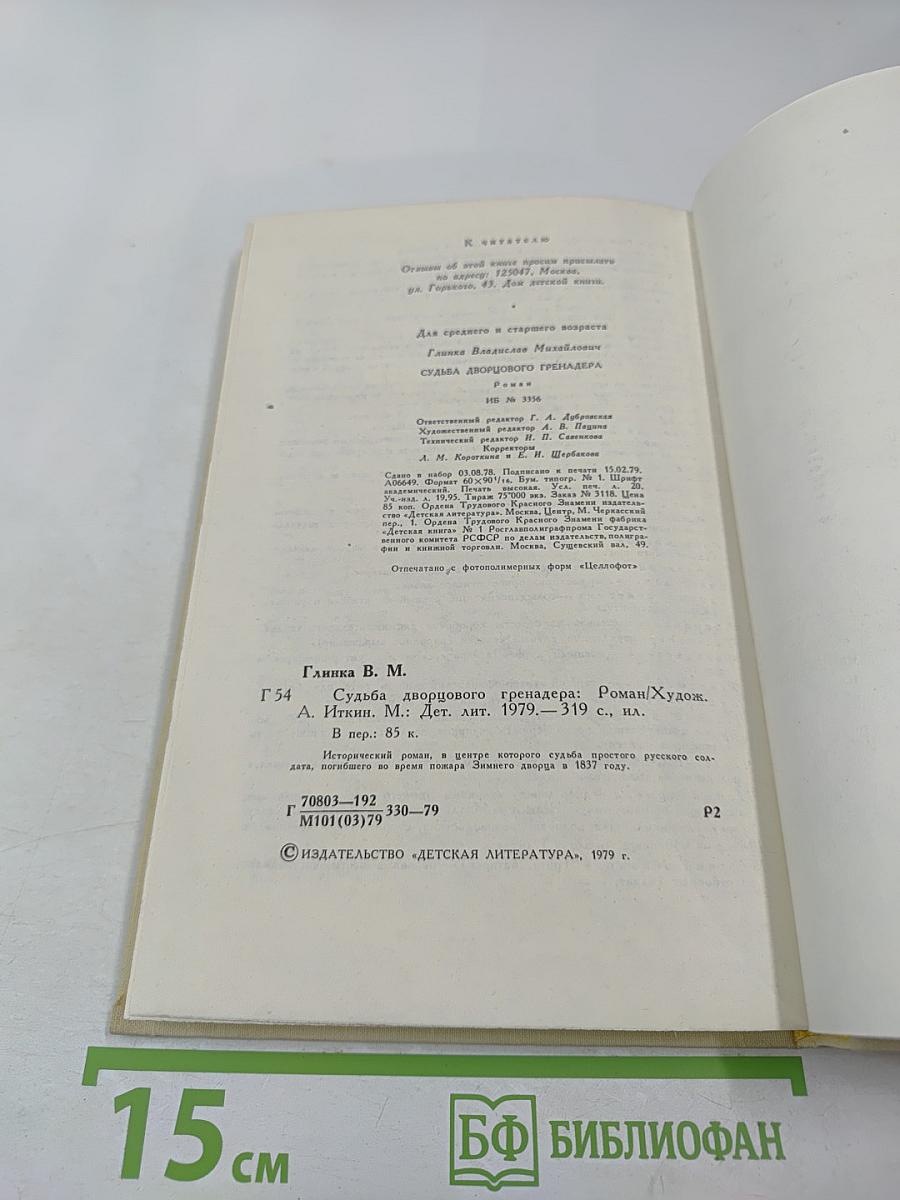 К читателю
Отзывы об этой книге просим присылать
по адресу: 125047, Москва,
ул. Горького, 43. Дом детской книги.
Для среднего и старшего возраста
Глинка Владислав Михайлович
СУДЬБА ДВОРЦОВОГО ГРЕНАДЕРА
Роман
ИБ № 3356
Ответственный редактор Г. А. Дубровская
Художественный редактор А. В. Пацина
Технический редактор И. П. Савенкова
Корректоры
Л. М. Короткина и Е. И. Щербакова
Сдано в набор 03.08.78. Подписано к печати 15.02.79.
А06649. Формат 60×90 1/16. Бум. типогр. № 1. Шрифт
академический. Печать высокая. Усл. печ. л. 20.
Уч.-изд. л. 19,95. Тираж 75 000 экз. Заказ № 3118. Цена
85 коп. Ордена Трудового Красного Знамени издатель-
ство «Детская литература». Москва, Центр, М. Черкасский
пер., 1. Ордена Трудового Красного Знамени фабрика
«Детская книга» № 1 Росглавполиграфпрома Государст-
венного комитета РСФСР по делам издательств, полигра-
фии и книжной торговли. Москва, Сущевский вал, 49.
Отпечатано с фотополимерных форм «Целлофот»
Глинка В. М.
Г 54 Судьба дворцового гренадера: Роман/Худож.
А. Иткин. М.: Дет. лит. 1979.— 319 с., ил.
В пер.: 85 к.
Исторический роман, в центре которого судьба простого русского сол-
дата, погибшего во время пожара Зимнего дворца в 1837 году.
Г 70803—192
М101(03)79 330—79 Р2
© ИЗДАТЕЛЬСТВО «ДЕТСКАЯ ЛИТЕРАТУРА», 1979 г.
15 см БФ БИБЛИОФАН